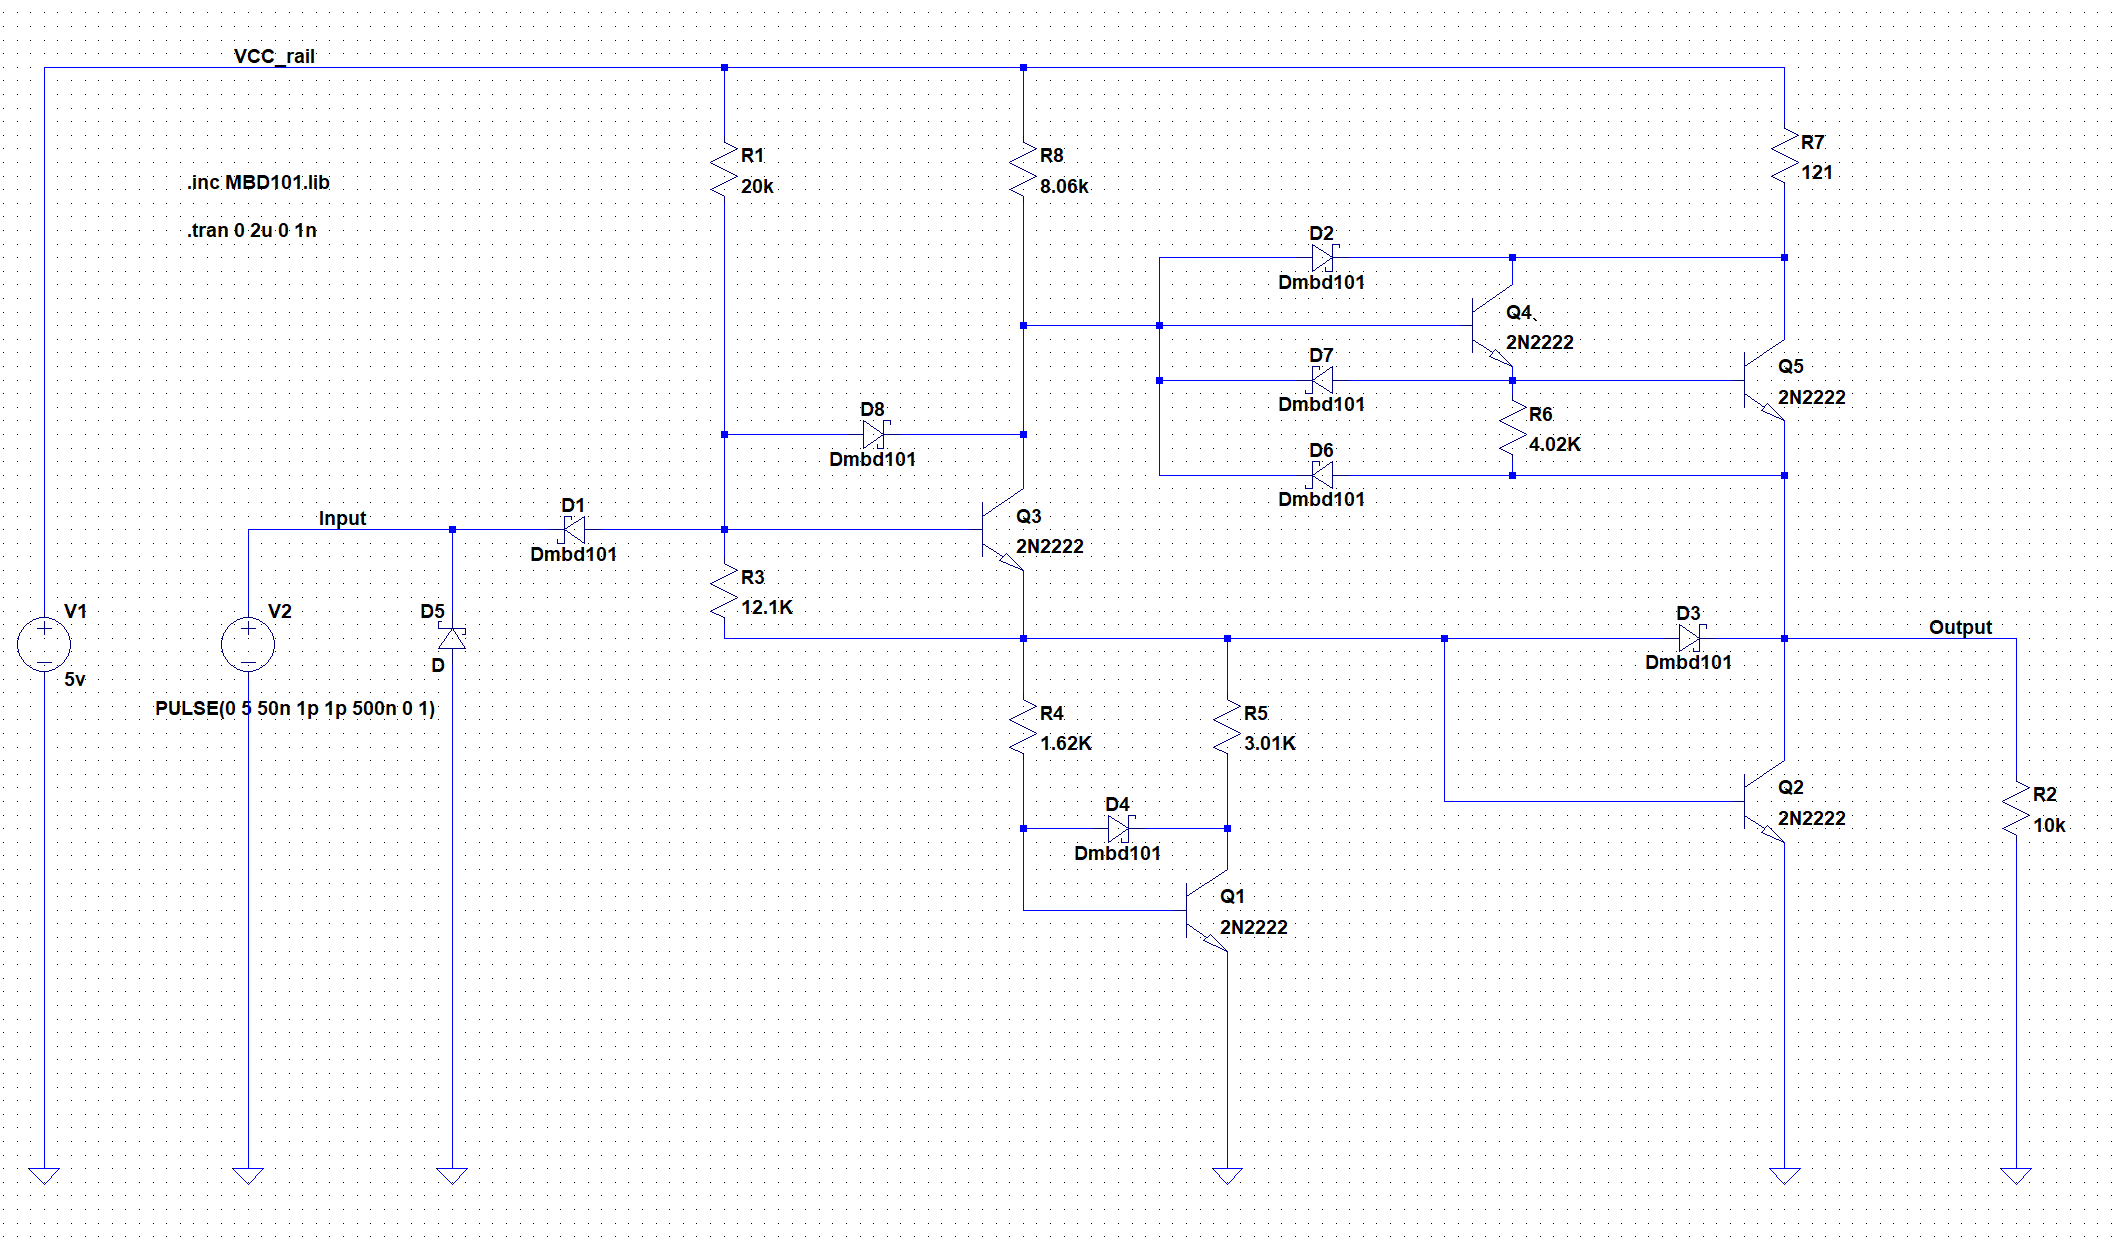 VCC_rail
.inc MBD101.lib
.tran 0 2u 0 1n
R1
20k
R8
8.06k
R7
121
D2
Dmbd101
Q4
2N2222
D7
Dmbd101
Q5
2N2222
D8
Dmbd101
R6
4.02K
D6
Dmbd101
Input
D1
Dmbd101
Q3
2N2222
R3
12.1K
V1
5v
V2
PULSE(0 5 50n 1p 1p 500n 0 1)
D5
D
D3
Dmbd101
Output
R4
1.62K
R5
3.01K
D4
Dmbd101
Q2
2N2222
R2
10k
Q1
2N2222